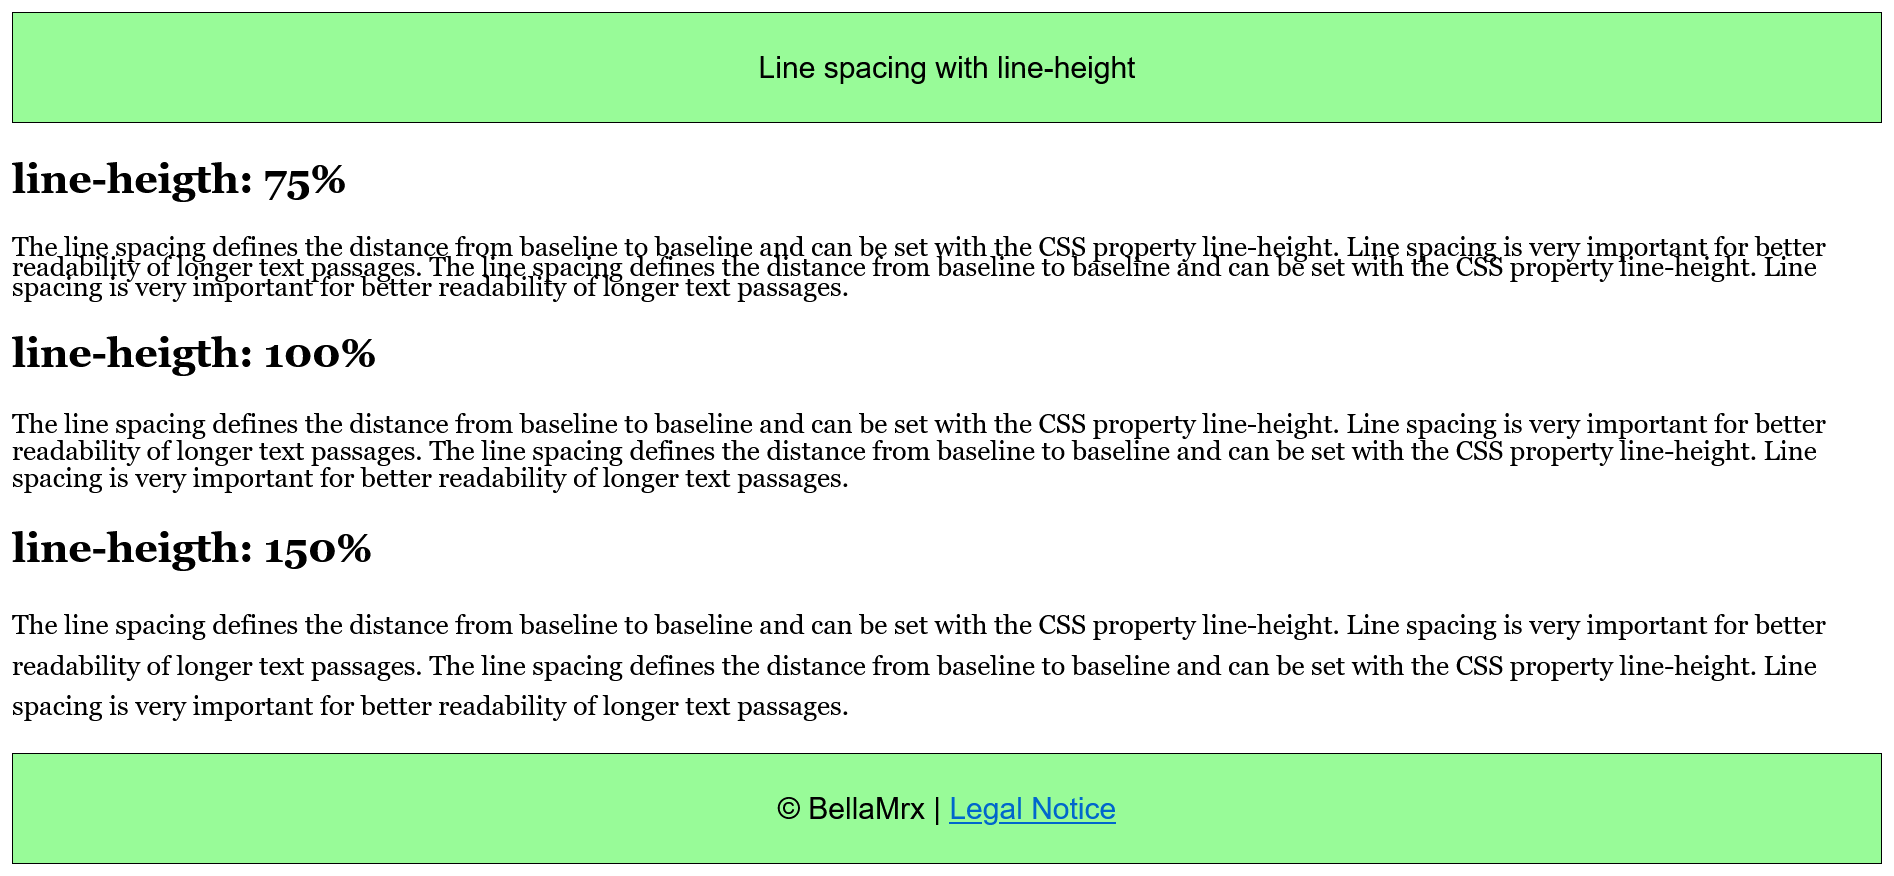 Line spacing with line-height
line-heigth: 75%
The line spacing defines the distance from baseline to baseline and can be set with the CSS property line-height. Line spacing is very important for better
readability of longer text passages. The line spacing defines the distance from baseline to baseline and can be set with the CSS property line-height. Line
spacing is very important for better readability of longer text passages.
line-heigth: 100%
The line spacing defines the distance from baseline to baseline and can be set with the CSS property line-height. Line spacing is very important for better
readability of longer text passages. The line spacing defines the distance from baseline to baseline and can be set with the CSS property line-height. Line
spacing is very important for better readability of longer text passages.
line-heigth: 150%
The line spacing defines the distance from baseline to baseline and can be set with the CSS property line-height. Line spacing is very important for better
readability of longer text passages. The line spacing defines the distance from baseline to baseline and can be set with the CSS property line-height. Line
spacing is very important for better readability of longer text passages.
© BellaMrx | Legal Notice